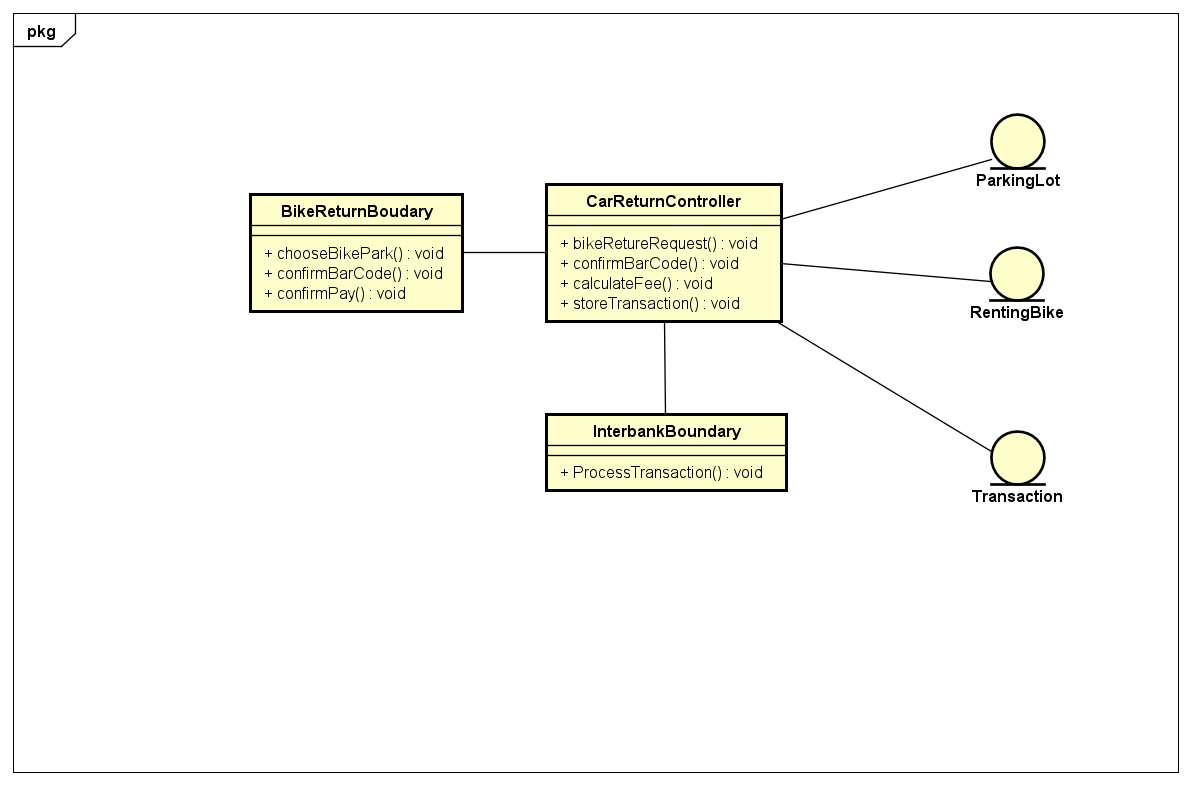 pkg
BikeReturnBoudary
+ chooseBikePark() : void
+ confirmBarCode() : void
+ confirmPay() : void
CarReturnController
+ bikeRetureRequest() : void
+ confirmBarCode() : void
+ calculateFee() : void
+ storeTransaction() : void
InterbankBoundary
+ ProcessTransaction() : void
ParkingLot
RentingBike
Transaction